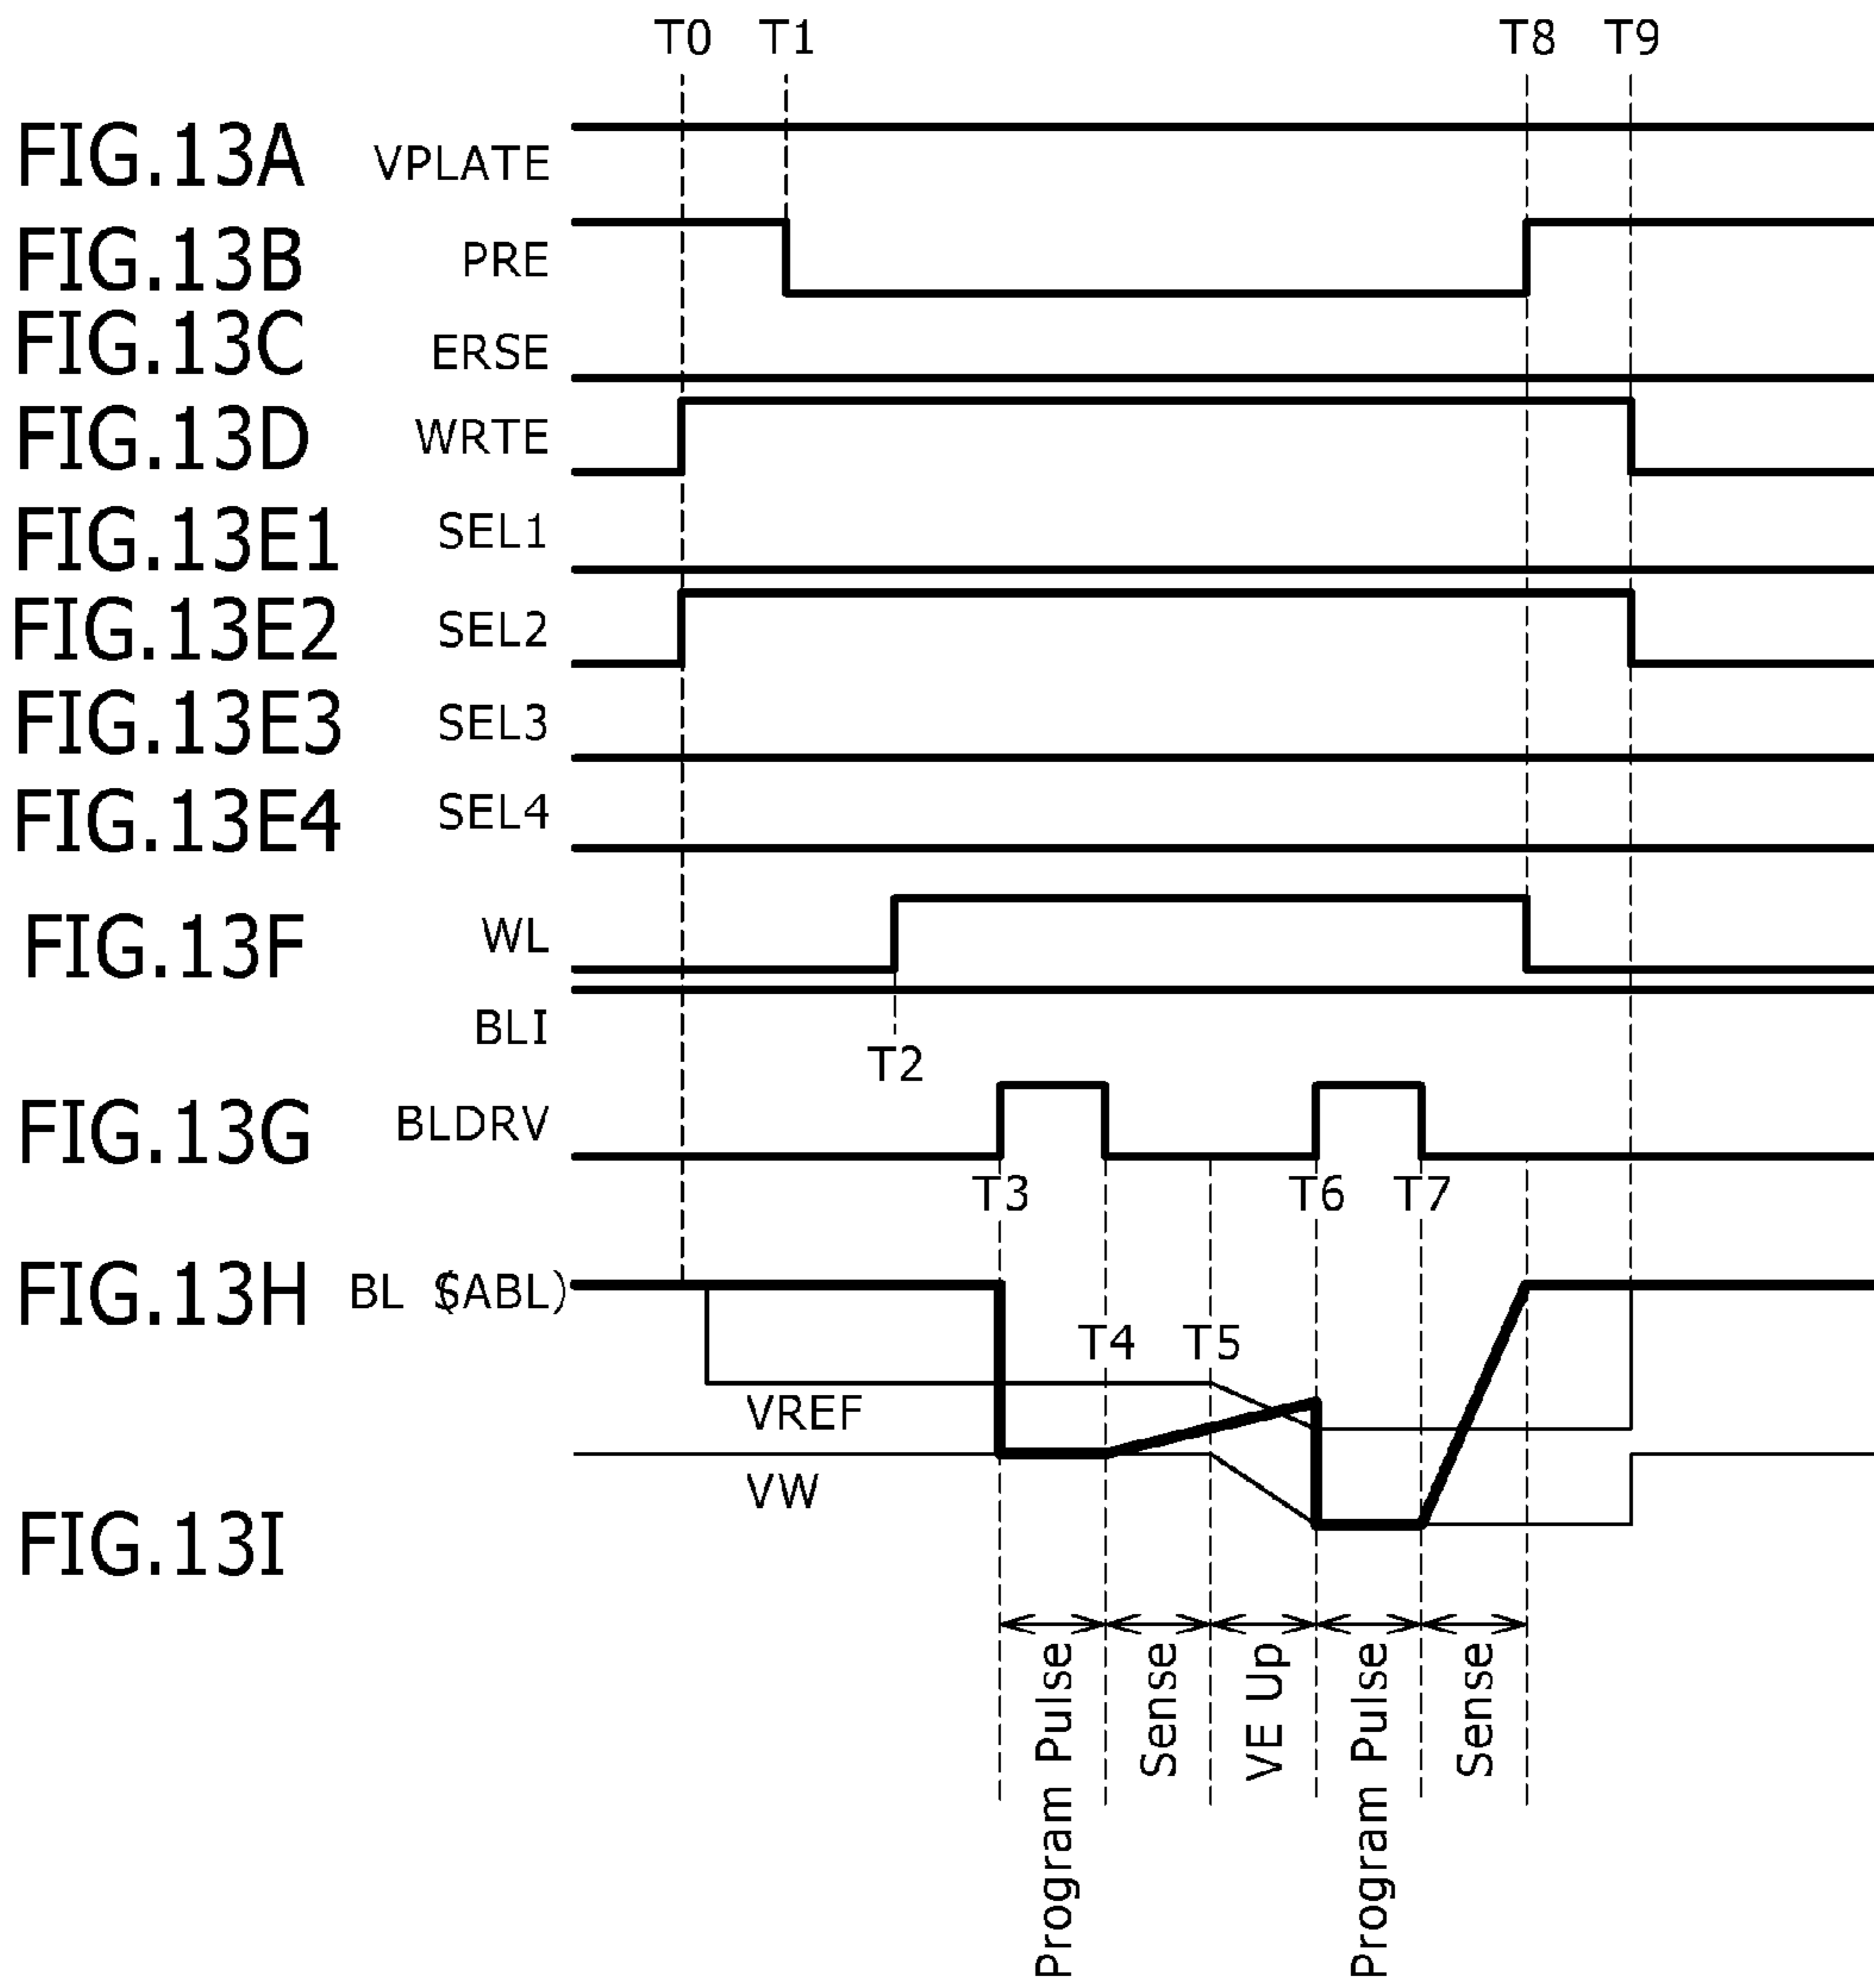 T0 T1 T8 T9
FIG.13A VPLATE
FIG.13B PRE
FIG.13C ERSE
FIG.13D WRTE
FIG.13E1 SEL1
FIG.13E2 SEL2
FIG.13E3 SEL3
FIG.13E4 SEL4
FIG.13F WL
BLI
T2
FIG.13G BLDRV
T3 T6 T7
FIG.13H BL (SABL)
T4 T5
VREF
VW
FIG.13I
Program Pulse
Sense
VE Up
Program Pulse
Sense